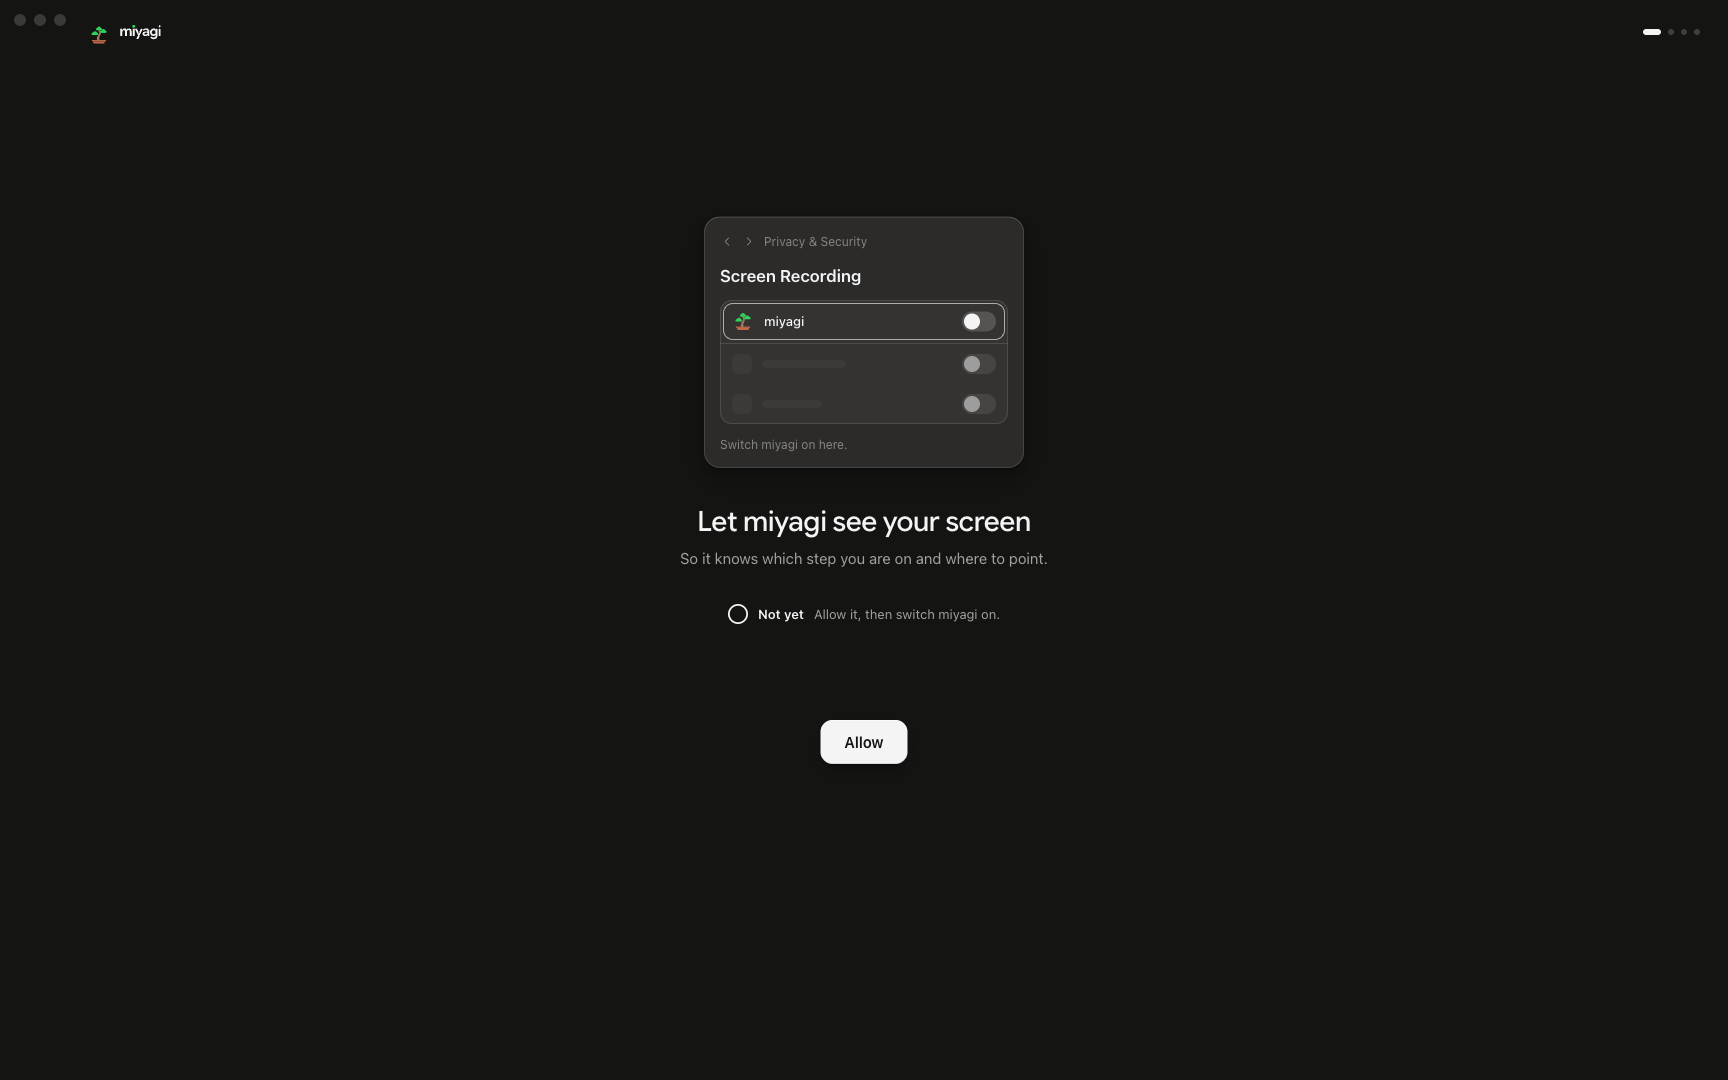 miyagi
Privacy & Security
Screen Recording
miyagi
Switch miyagi on here.
Let miyagi see your screen
So it knows which step you are on and where to point.
Not yet Allow it, then switch miyagi on.
Allow